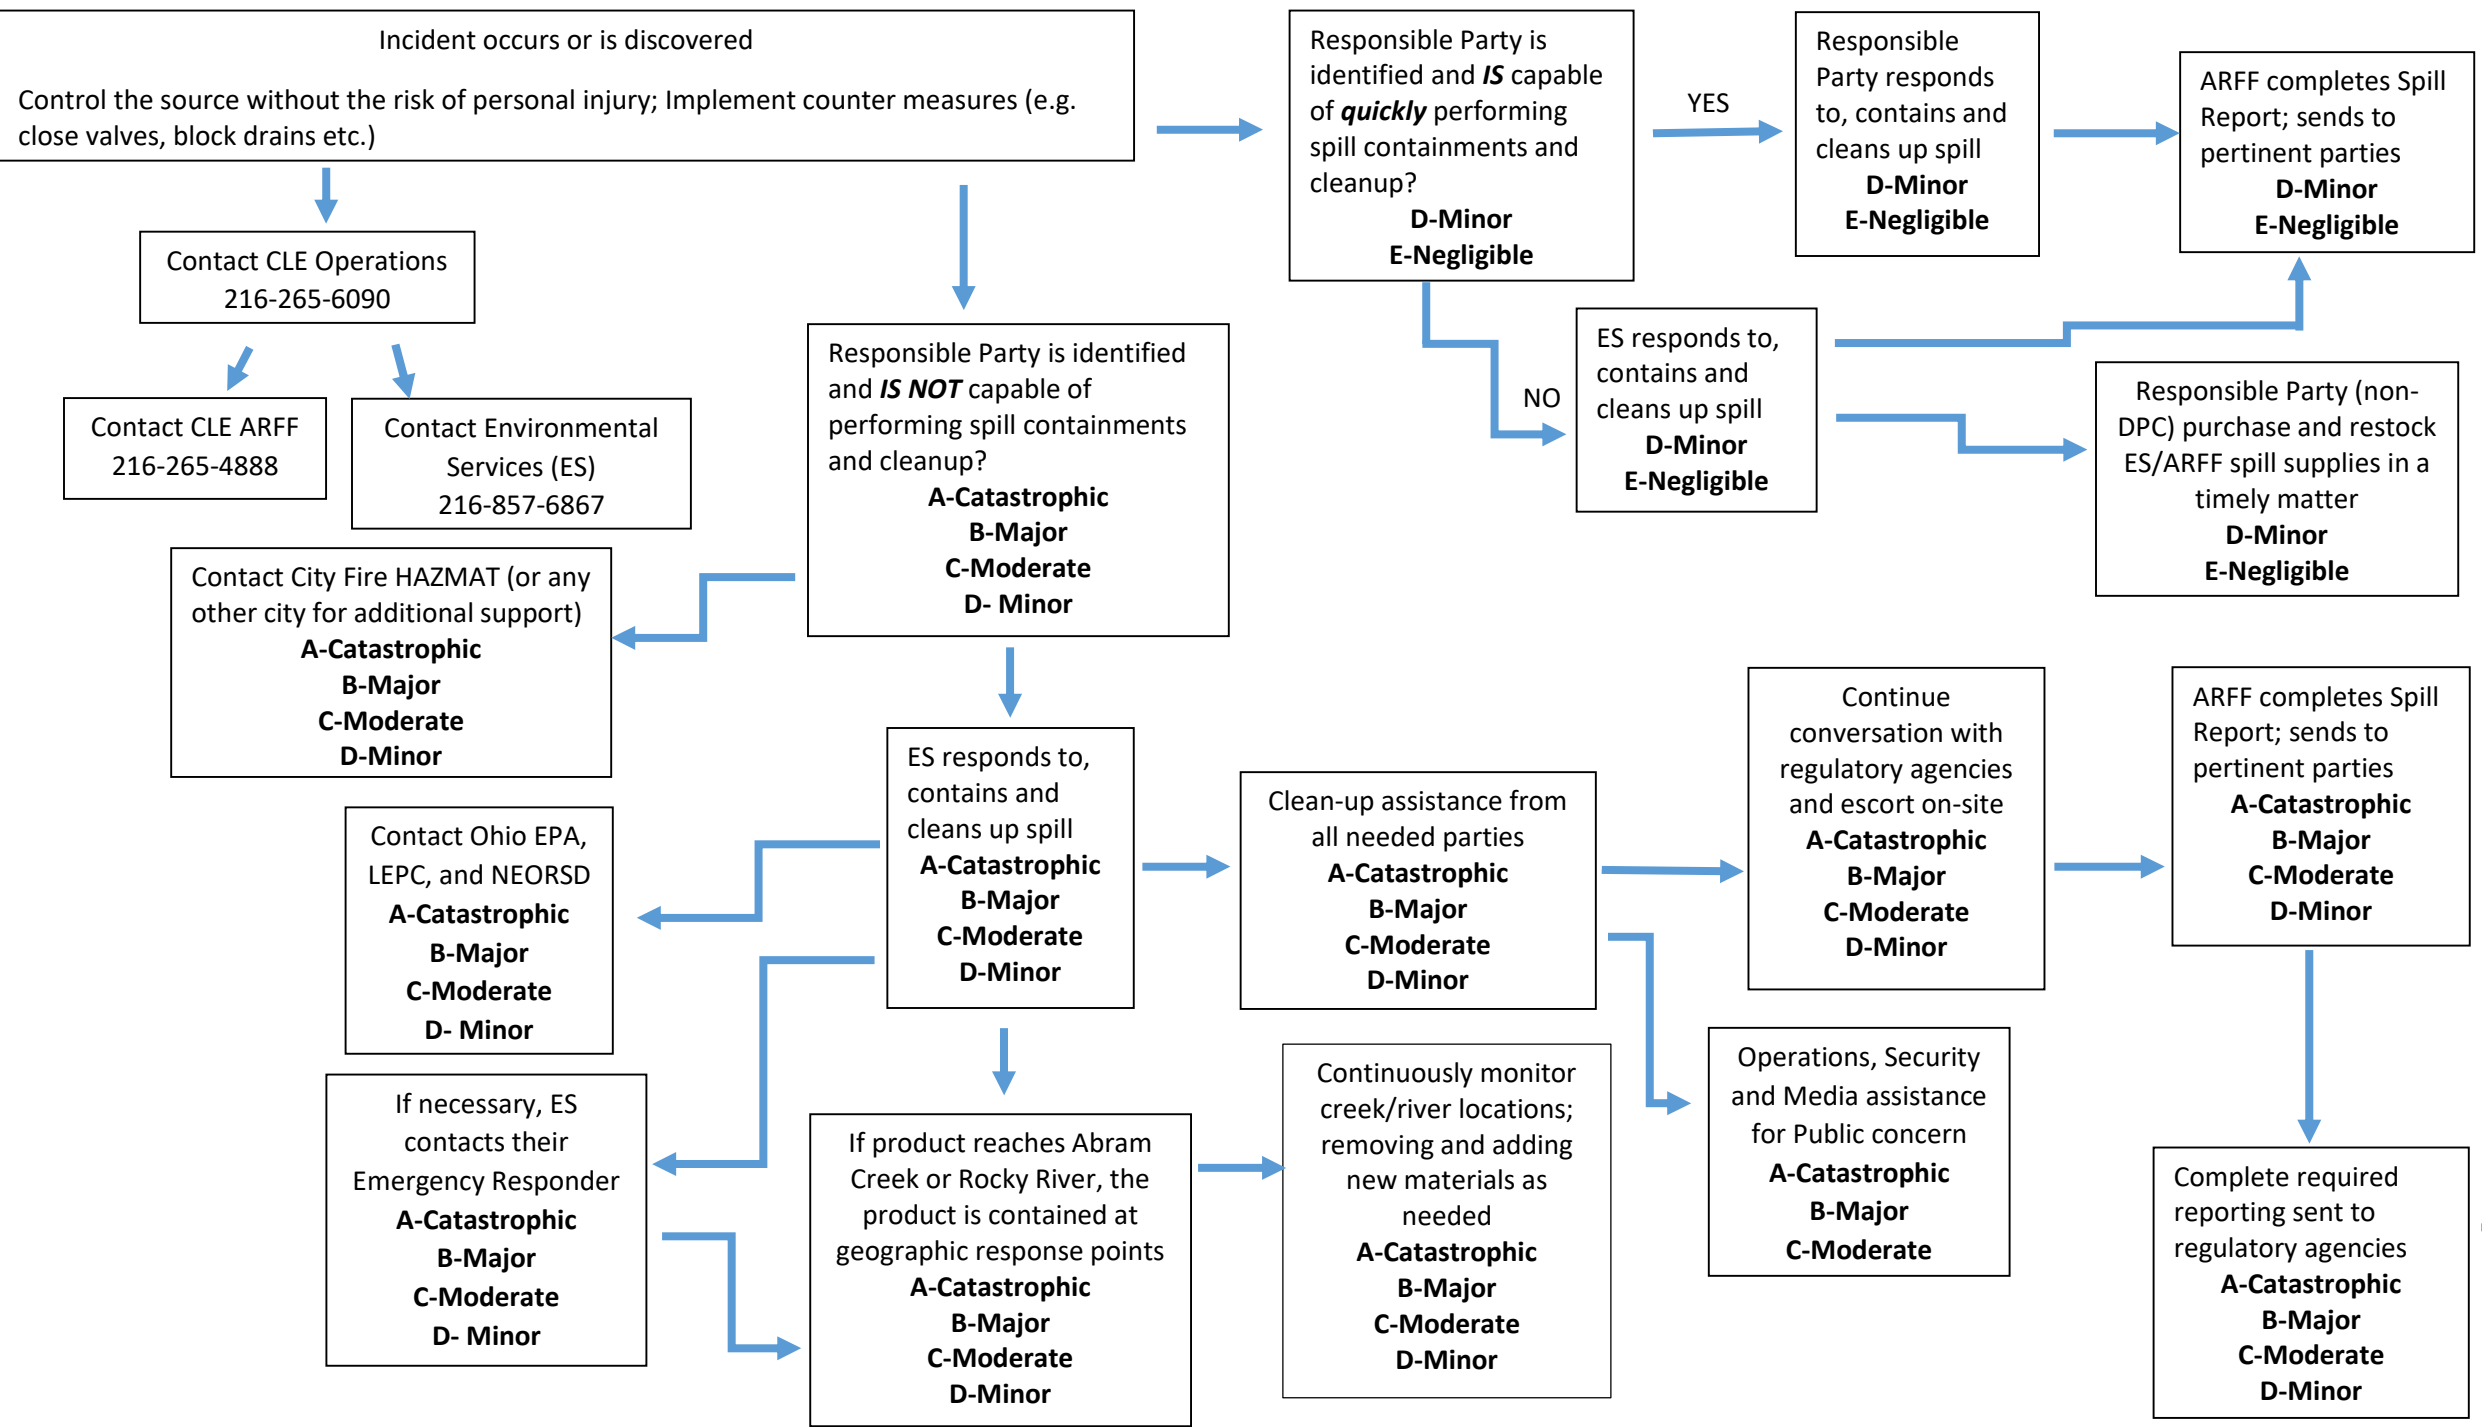 Incident occurs or is discovered
Control the source without the risk of personal injury; Implement counter measures (e.g.
close valves, block drains etc.)
Contact CLE Operations
216-265-6090
Contact CLE ARFF
216-265-4888
Contact Environmental
Services (ES)
216-857-6867
Responsible Party is
identified and IS capable
of quickly performing
spill containments and
cleanup?
D-Minor
E-Negligible
YES
Responsible
Party responds
to, contains and
cleans up spill
D-Minor
E-Negligible
ARFF completes Spill
Report; sends to
pertinent parties
D-Minor
E-Negligible
NO
ES responds to,
contains and
cleans up spill
D-Minor
E-Negligible
Responsible Party (non-
DPC) purchase and restock
ES/ARFF spill supplies in a
timely matter
D-Minor
E-Negligible
Responsible Party is identified
and IS NOT capable of
performing spill containments
and cleanup?
A-Catastrophic
B-Major
C-Moderate
D- Minor
Contact City Fire HAZMAT (or any
other city for additional support)
A-Catastrophic
B-Major
C-Moderate
D-Minor
ES responds to,
contains and
cleans up spill
A-Catastrophic
B-Major
C-Moderate
D-Minor
Contact Ohio EPA,
LEPC, and NEORSD
A-Catastrophic
B-Major
C-Moderate
D- Minor
If necessary, ES
contacts their
Emergency Responder
A-Catastrophic
B-Major
C-Moderate
D- Minor
If product reaches Abram
Creek or Rocky River, the
product is contained at
geographic response points
A-Catastrophic
B-Major
C-Moderate
D-Minor
Continuously monitor
creek/river locations;
removing and adding
new materials as
needed
A-Catastrophic
B-Major
C-Moderate
D-Minor
Clean-up assistance from
all needed parties
A-Catastrophic
B-Major
C-Moderate
D-Minor
Continue
conversation with
regulatory agencies
and escort on-site
A-Catastrophic
B-Major
C-Moderate
D-Minor
Operations, Security
and Media assistance
for Public concern
A-Catastrophic
B-Major
C-Moderate
ARFF completes Spill
Report; sends to
pertinent parties
A-Catastrophic
B-Major
C-Moderate
D-Minor
Complete required
reporting sent to
regulatory agencies
A-Catastrophic
B-Major
C-Moderate
D-Minor